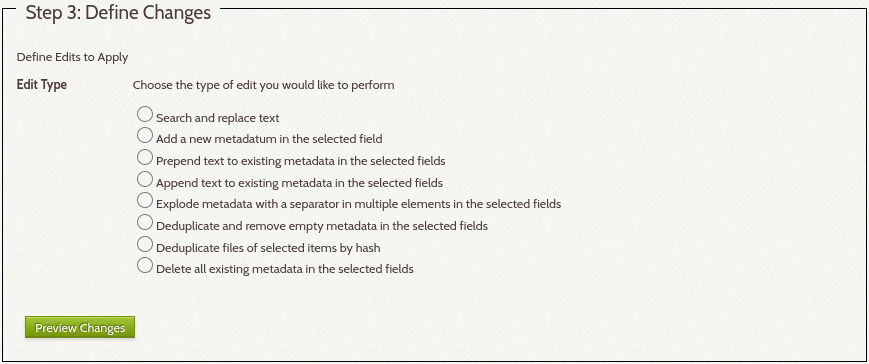 Step 3: Define Changes
Define Edits to Apply
Edit Type
Choose the type of edit you would like to perform
Search and replace text
Add a new metadatum in the selected field
Prepend text to existing metadata in the selected fields
Append text to existing metadata in the selected fields
Explode metadata with a separator in multiple elements in the selected fields
Deduplicate and remove empty metadata in the selected fields
Deduplicate files of selected items by hash
Delete all existing metadata in the selected fields
Preview Changes